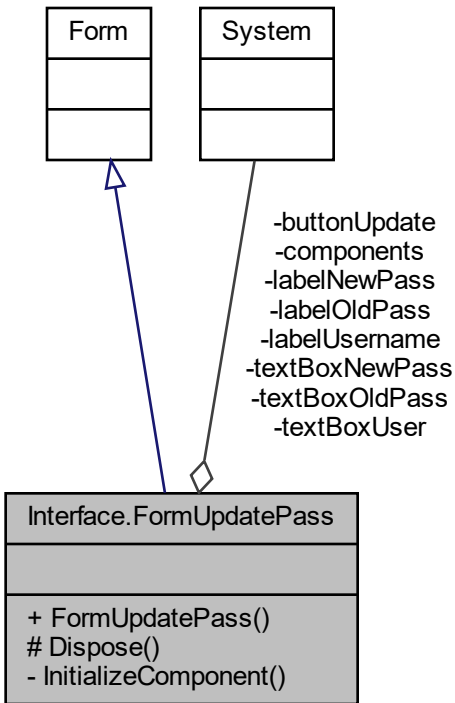 Form
System
-buttonUpdate
-components
-labelNewPass
-labelOldPass
-labelUsername
-textBoxNewPass
-textBoxOldPass
-textBoxUser
Interface.FormUpdatePass
+ FormUpdatePass()
# Dispose()
- InitializeComponent()